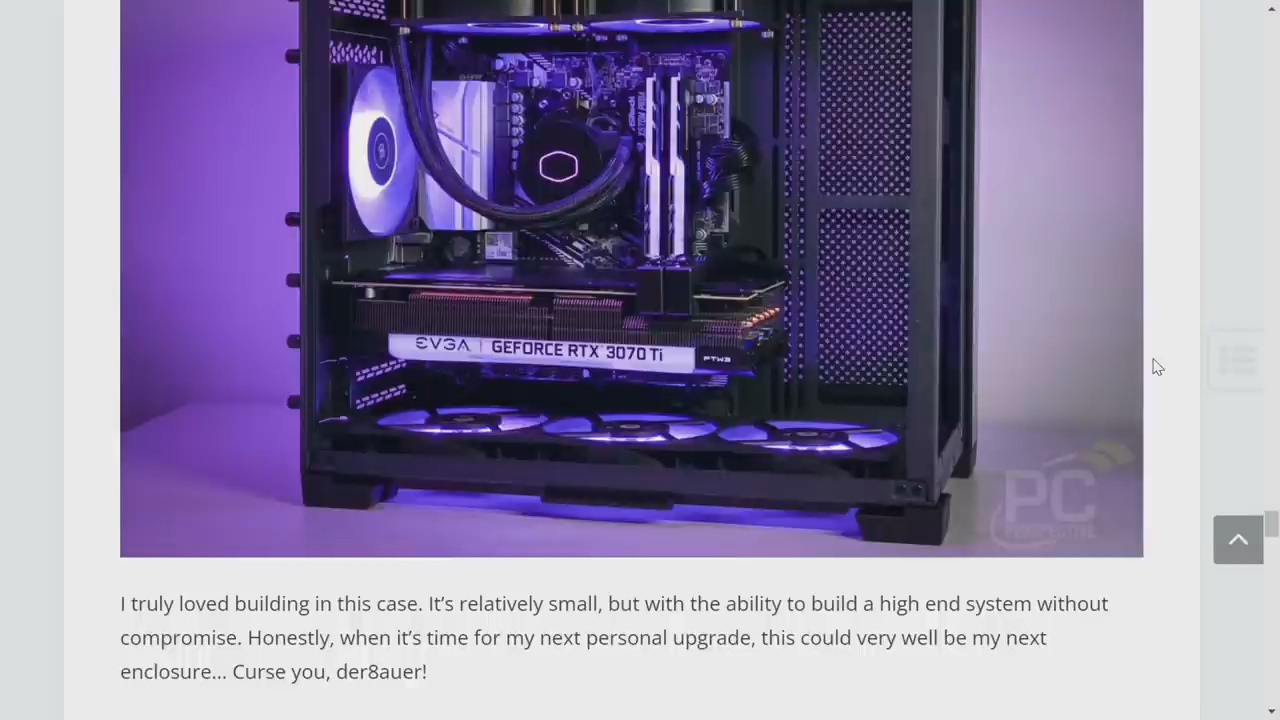 EVGA GEFORCE RTX 3070 Ti FTW3
PC
PERSPECTIVE
I truly loved building in this case. It's relatively small, but with the ability to build a high end system without
compromise. Honestly, when it's time for my next personal upgrade, this could very well be my next
enclosure… Curse you, der8auer!